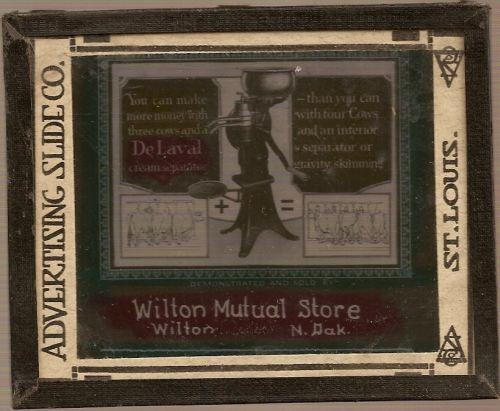 ADVERTISING SLIDE CO.
You can make
more money with
three cows and a
De Laval
cream separator
—than you can
with four Cows
and an inferior
separator or
gravity skimming
+
=
DEMONSTRATED AND SOLD BY
Wilton Mutual Store
Wilton N. Dak.
ST. LOUIS.